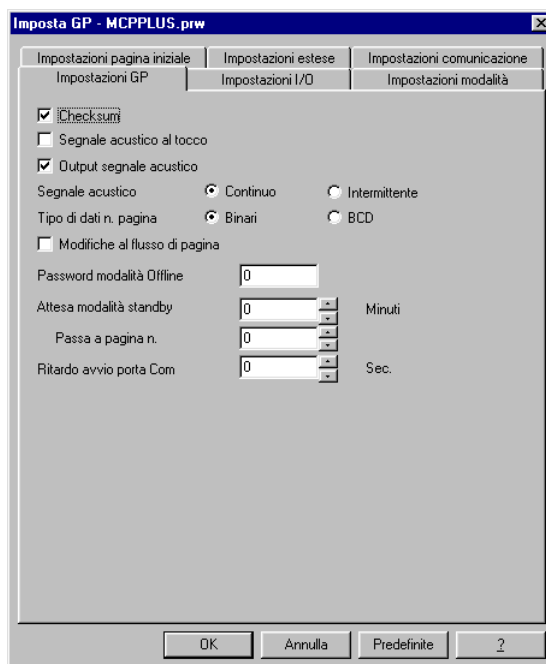 Imposta GP - MCPPLUS.prw
Impostazioni pagina iniziale Impostazioni estese Impostazioni comunicazione
Impostazioni GP Impostazioni I/O Impostazioni modalità
Checksum
Segnale acustico al tocco
Output segnale acustico
Segnale acustico Continuo Intermittente
Tipo di dati n. pagina Binari BCD
Modifiche al flusso di pagina
Password modalità Offline 0
Attesa modalità standby 0 Minuti
Passa a pagina n. 0
Ritardo avvio porta Com 0 Sec.
OK Annulla Predefinite ?